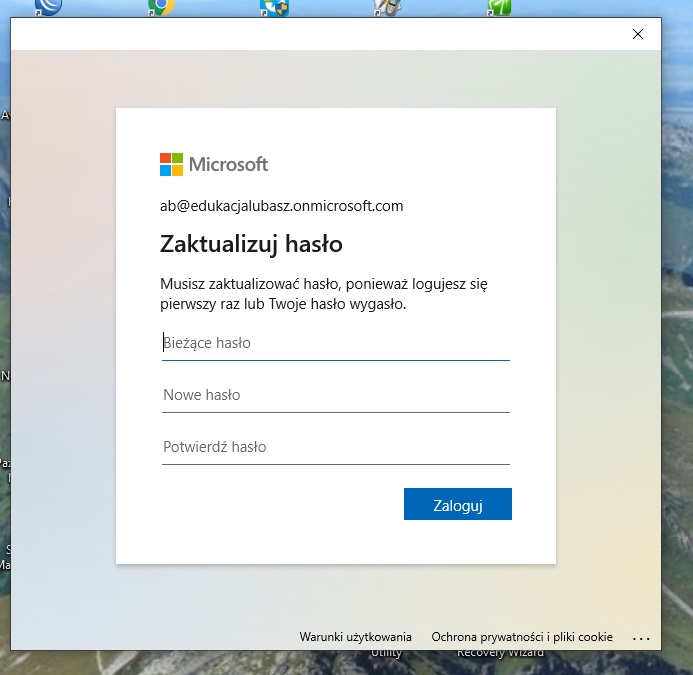 Microsoft
ab@edukacjalubasz.onmicrosoft.com
Zaktualizuj hasło
Musisz zaktualizować hasło, ponieważ logujesz się
pierwszy raz lub Twoje hasło wygasło.
Bieżące hasło
Nowe hasło
Potwierdź hasło
Zaloguj
Warunki użytkowania
Ochrona prywatności i pliki cookie
...
Utility
Recovery Wizard